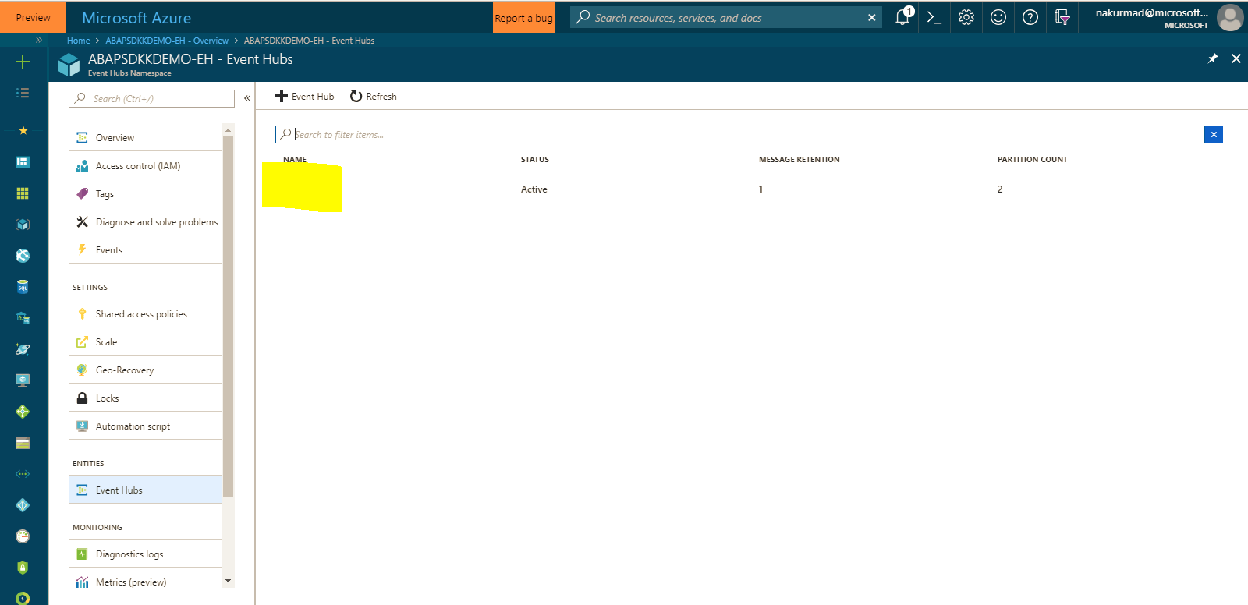 Preview
Microsoft Azure
Report a bug
Search resources, services, and docs
1
nakurmad@microsoft...
MICROSOFT
Home > ABAPSDKKDEMO-EH - Overview > ABAPSDKKDEMO-EH - Event Hubs
ABAPSDKKDEMO-EH - Event Hubs
Event Hubs Namespace
Search (Ctrl+/)
Overview
Access control (IAM)
Tags
Diagnose and solve problems
Events
SETTINGS
Shared access policies
Scale
Geo-Recovery
Locks
Automation script
ENTITIES
Event Hubs
MONITORING
Diagnostics logs
Metrics (preview)
Event Hub
Refresh
Search to filter items...
NAME STATUS MESSAGE RETENTION PARTITION COUNT
Active 1 2